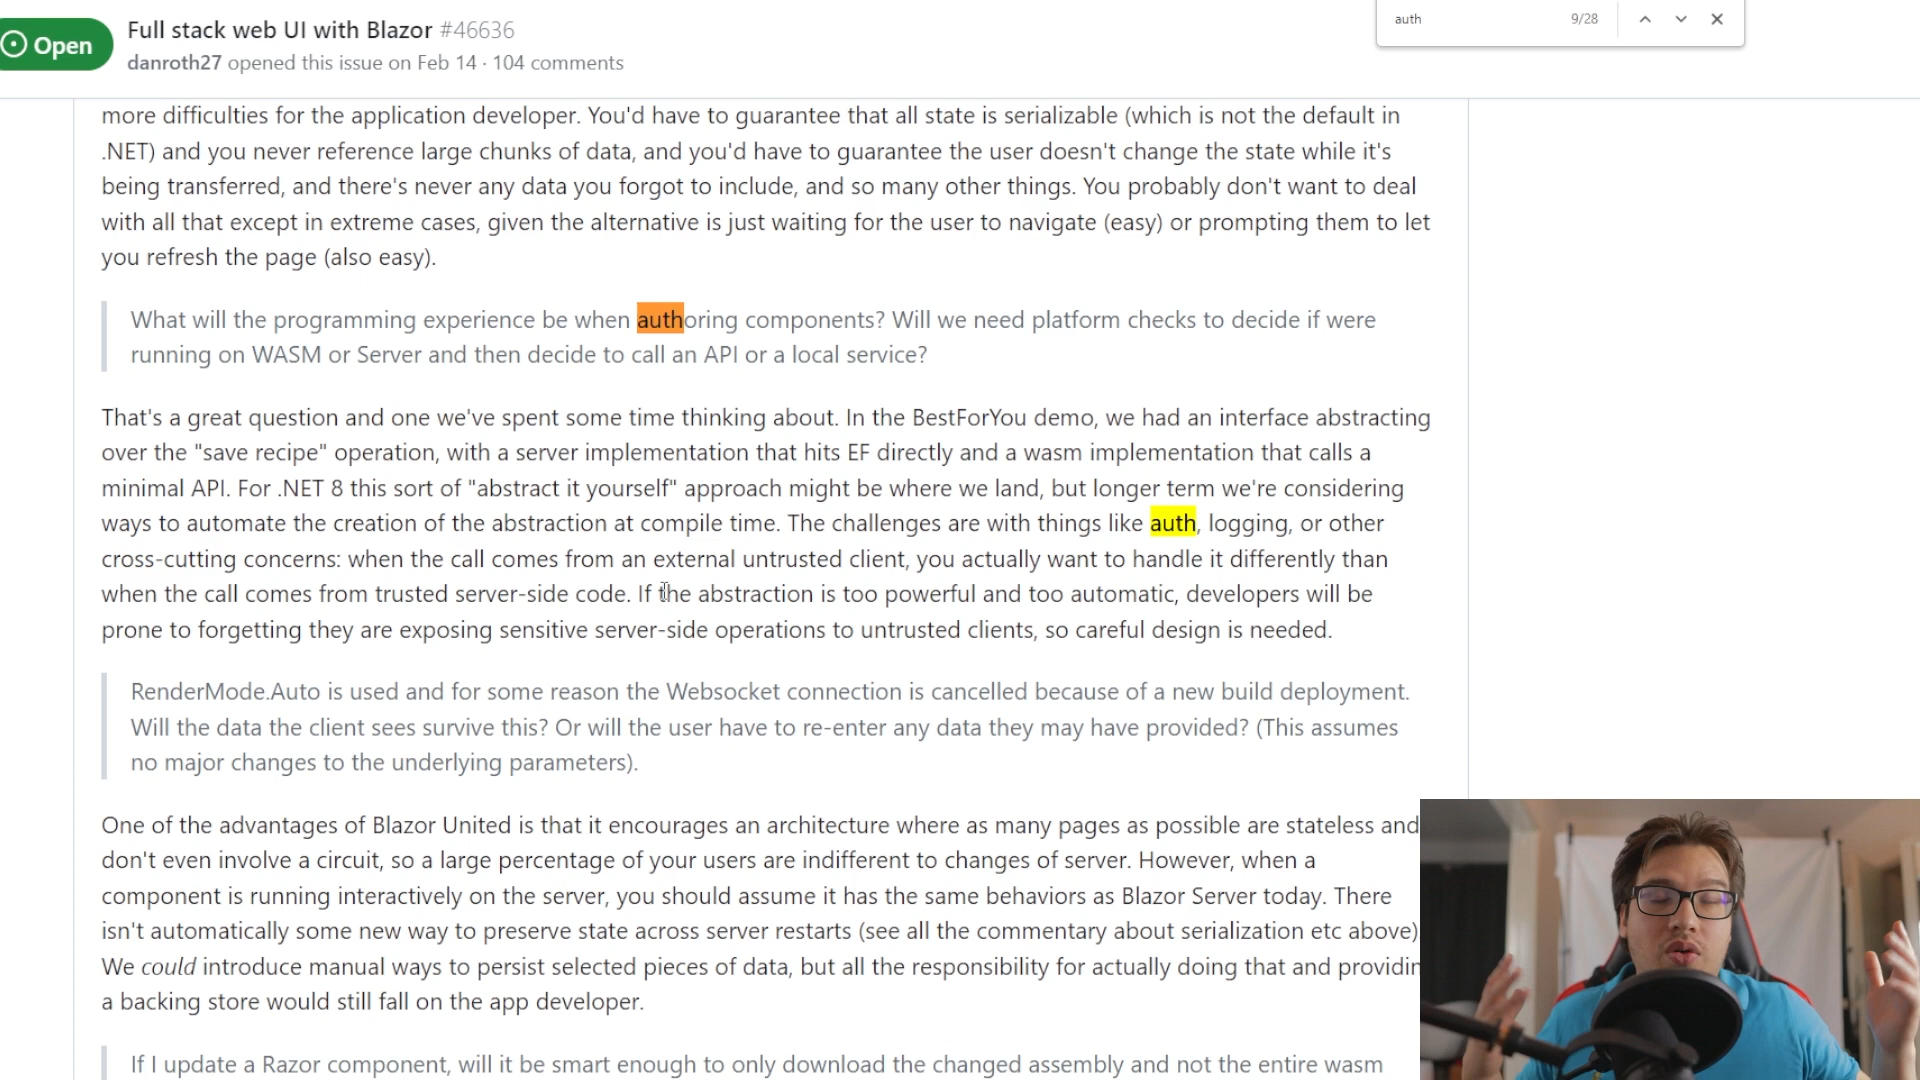 Open
Full stack web UI with Blazor #46636
danroth27 opened this issue on Feb 14 · 104 comments
auth
9/28
more difficulties for the application developer. You'd have to guarantee that all state is serializable (which is not the default in
.NET) and you never reference large chunks of data, and you'd have to guarantee the user doesn't change the state while it's
being transferred, and there's never any data you forgot to include, and so many other things. You probably don't want to deal
with all that except in extreme cases, given the alternative is just waiting for the user to navigate (easy) or prompting them to let
you refresh the page (also easy).
What will the programming experience be when authoring components? Will we need platform checks to decide if were
running on WASM or Server and then decide to call an API or a local service?
That's a great question and one we've spent some time thinking about. In the BestForYou demo, we had an interface abstracting
over the "save recipe" operation, with a server implementation that hits EF directly and a wasm implementation that calls a
minimal API. For .NET 8 this sort of "abstract it yourself" approach might be where we land, but longer term we're considering
ways to automate the creation of the abstraction at compile time. The challenges are with things like auth, logging, or other
cross-cutting concerns: when the call comes from an external untrusted client, you actually want to handle it differently than
when the call comes from trusted server-side code. If the abstraction is too powerful and too automatic, developers will be
prone to forgetting they are exposing sensitive server-side operations to untrusted clients, so careful design is needed.
RenderMode.Auto is used and for some reason the Websocket connection is cancelled because of a new build deployment.
Will the data the client sees survive this? Or will the user have to re-enter any data they may have provided? (This assumes
no major changes to the underlying parameters).
One of the advantages of Blazor United is that it encourages an architecture where as many pages as possible are stateless and
don't even involve a circuit, so a large percentage of your users are indifferent to changes of server. However, when a
component is running interactively on the server, you should assume it has the same behaviors as Blazor Server today. There
isn't automatically some new way to preserve state across server restarts (see all the commentary about serialization etc above)
We could introduce manual ways to persist selected pieces of data, but all the responsibility for actually doing that and providin
a backing store would still fall on the app developer.
If I update a Razor component, will it be smart enough to only download the changed assembly and not the entire wasm